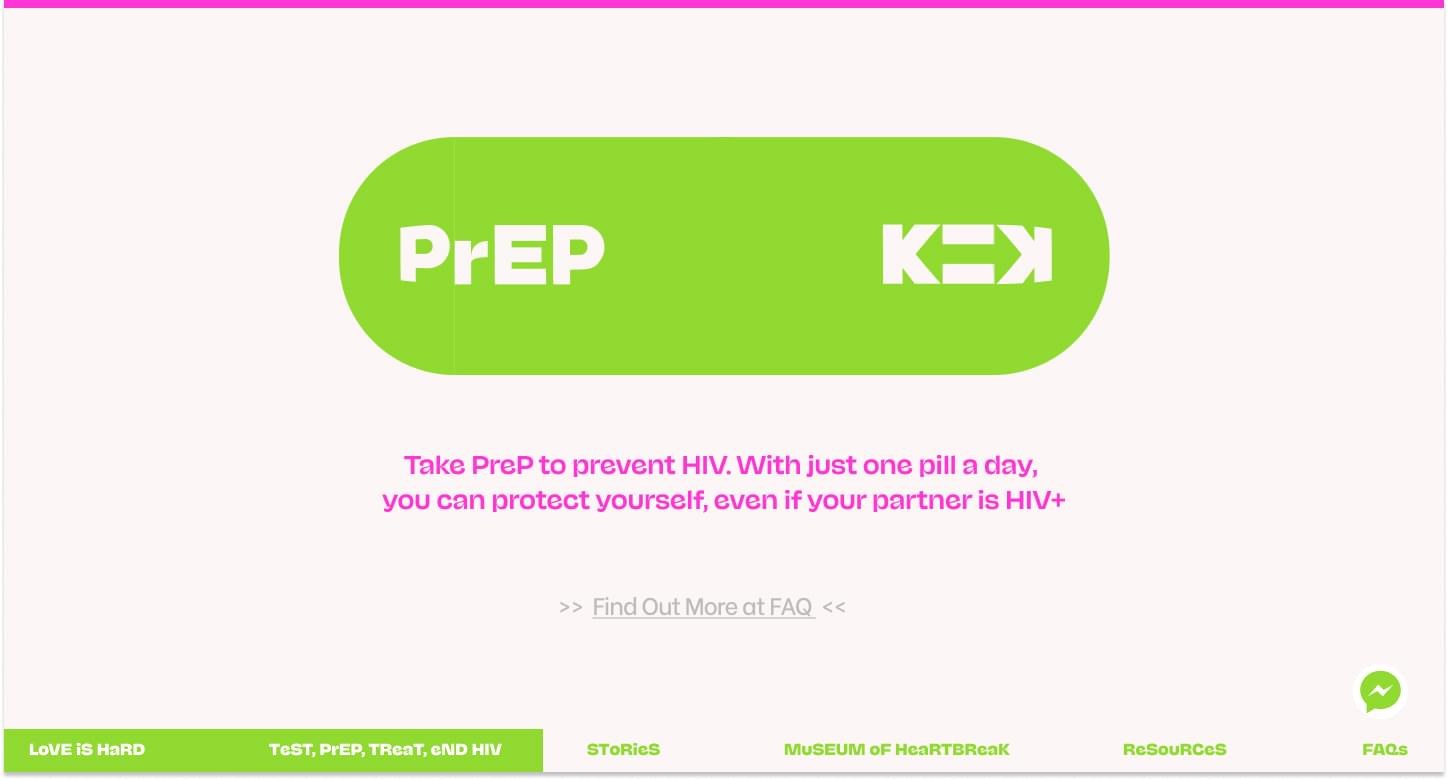 PrEP K=K
Take PreP to prevent HIV. With just one pill a day,
you can protect yourself, even if your partner is HIV+
>> Find Out More at FAQ <<
LoVE iS HaRD TeST, PrEP, TReaT, eND HIV SToRieS MuSEUM oF HeaRTBReaK ReSouRCeS FAQs